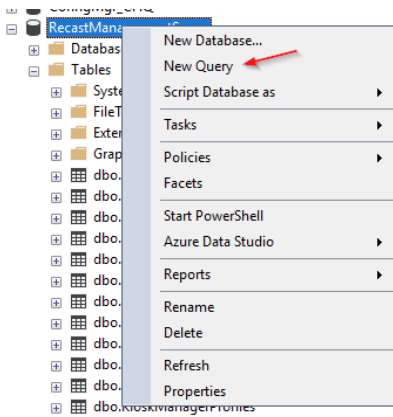 ConfigMgr_CHQ
RecastMana
Databas
Tables
Syste
FileT
Exter
Grap
dbo.
dbo.
dbo.
dbo.
dbo.
dbo.
dbo.
dbo.
dbo.
dbo.
dbo.
dbo.KioskManagerProfiles
New Database...
New Query
Script Database as
Tasks
Policies
Facets
Start PowerShell
Azure Data Studio
Reports
Rename
Delete
Refresh
Properties